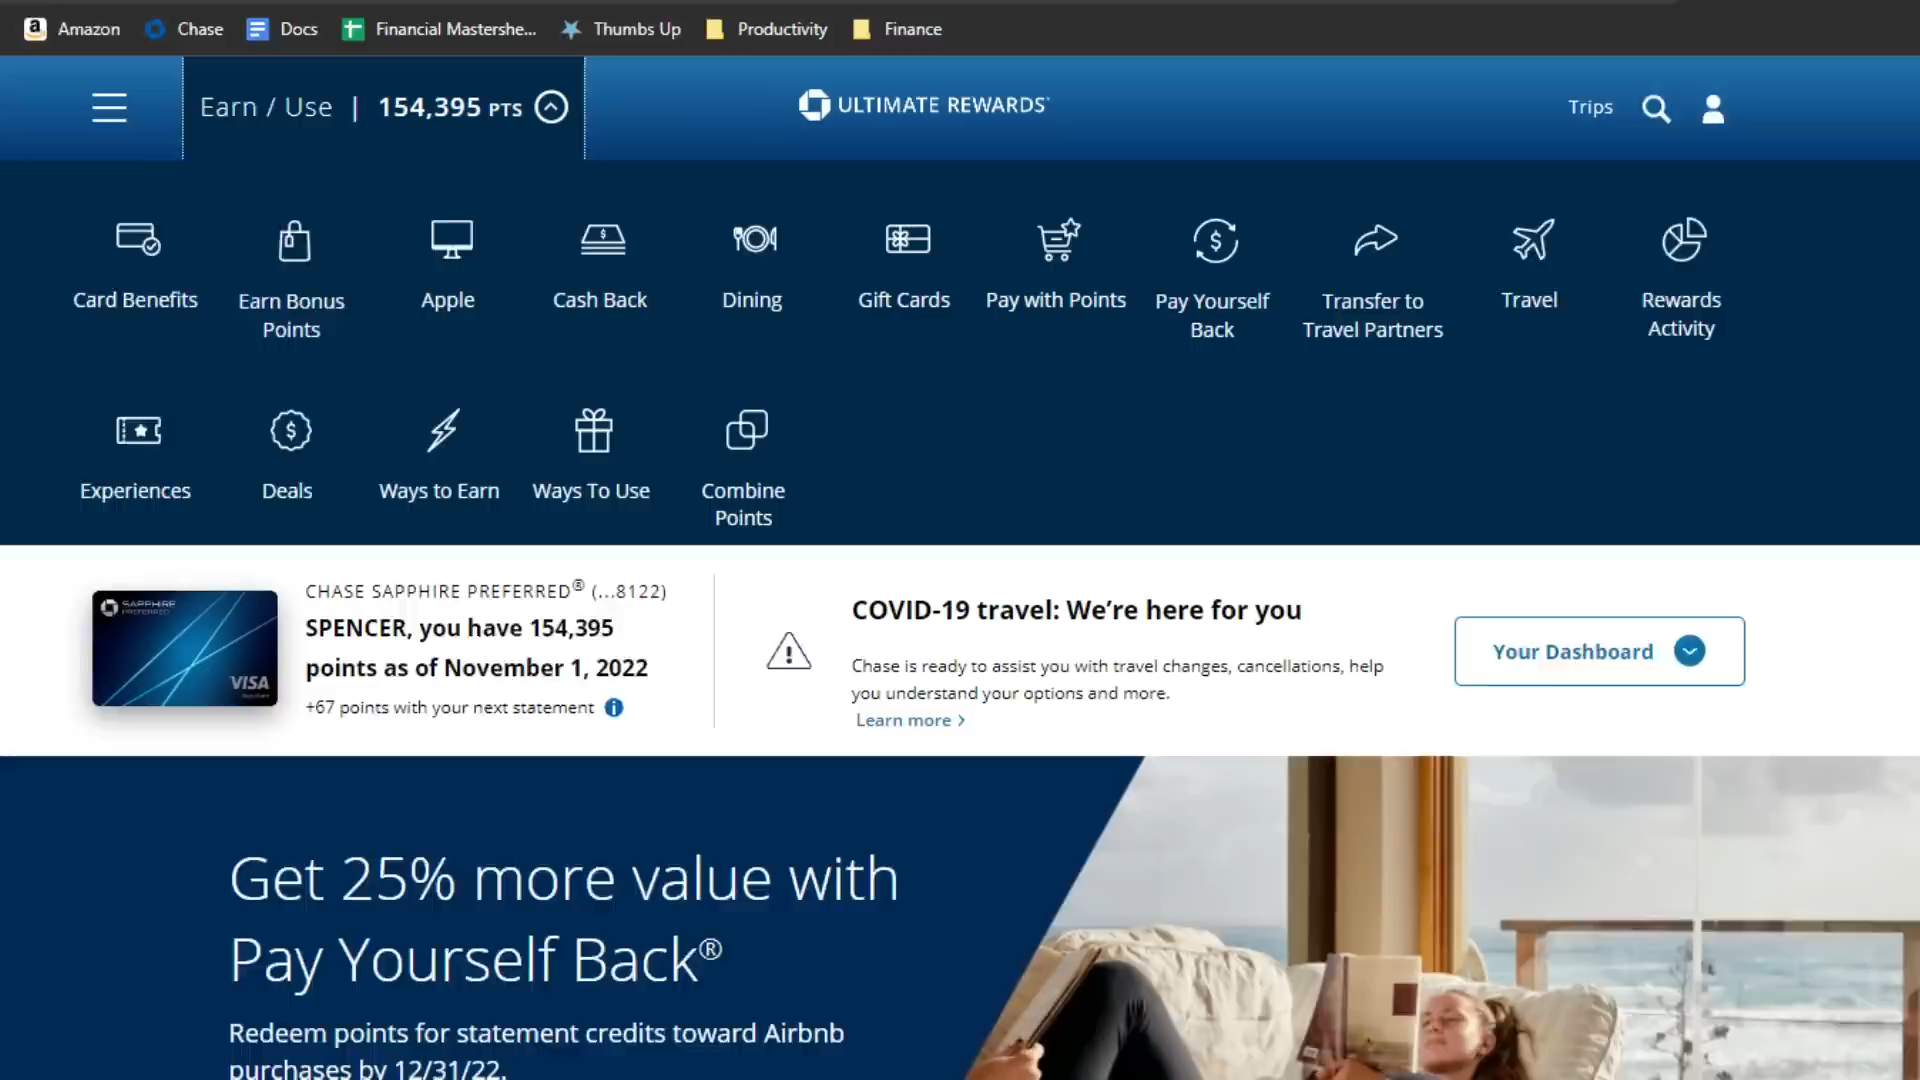 Amazon Chase Docs Financial Mastershe... Thumbs Up Productivity Finance
Earn / Use | 154,395 PTS ULTIMATE REWARDS Trips
Card Benefits
Earn Bonus
Points
Apple
Cash Back
Dining
Gift Cards
Pay with Points
Pay Yourself
Back
Transfer to
Travel Partners
Travel
Rewards
Activity
Experiences
Deals
Ways to Earn
Ways To Use
Combine
Points
SAPPHIRE
PREFERRED
VISA
CHASE SAPPHIRE PREFERRED® (...8122)
SPENCER, you have 154,395
points as of November 1, 2022
+67 points with your next statement
COVID-19 travel: We’re here for you
Chase is ready to assist you with travel changes, cancellations, help
you understand your options and more.
Learn more >
Your Dashboard
Get 25% more value with
Pay Yourself Back®
Redeem points for statement credits toward Airbnb
purchases by 12/31/22.